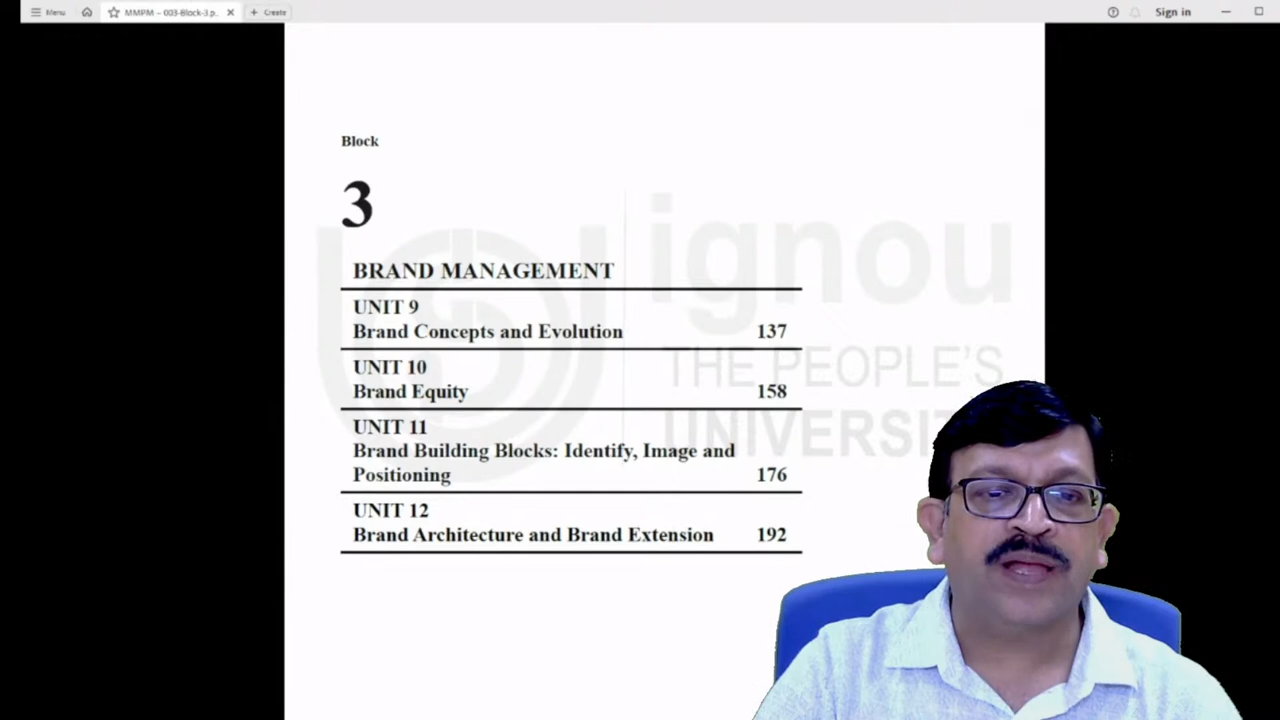 Menu
MMPM – 003-Block-3.p..
Create
Sign in
Block
3
BRAND MANAGEMENT
UNIT 9
Brand Concepts and Evolution 137
UNIT 10
Brand Equity 158
UNIT 11
Brand Building Blocks: Identify, Image and
Positioning 176
UNIT 12
Brand Architecture and Brand Extension 192
ignou
THE PEOPLE'S
UNIVERSI